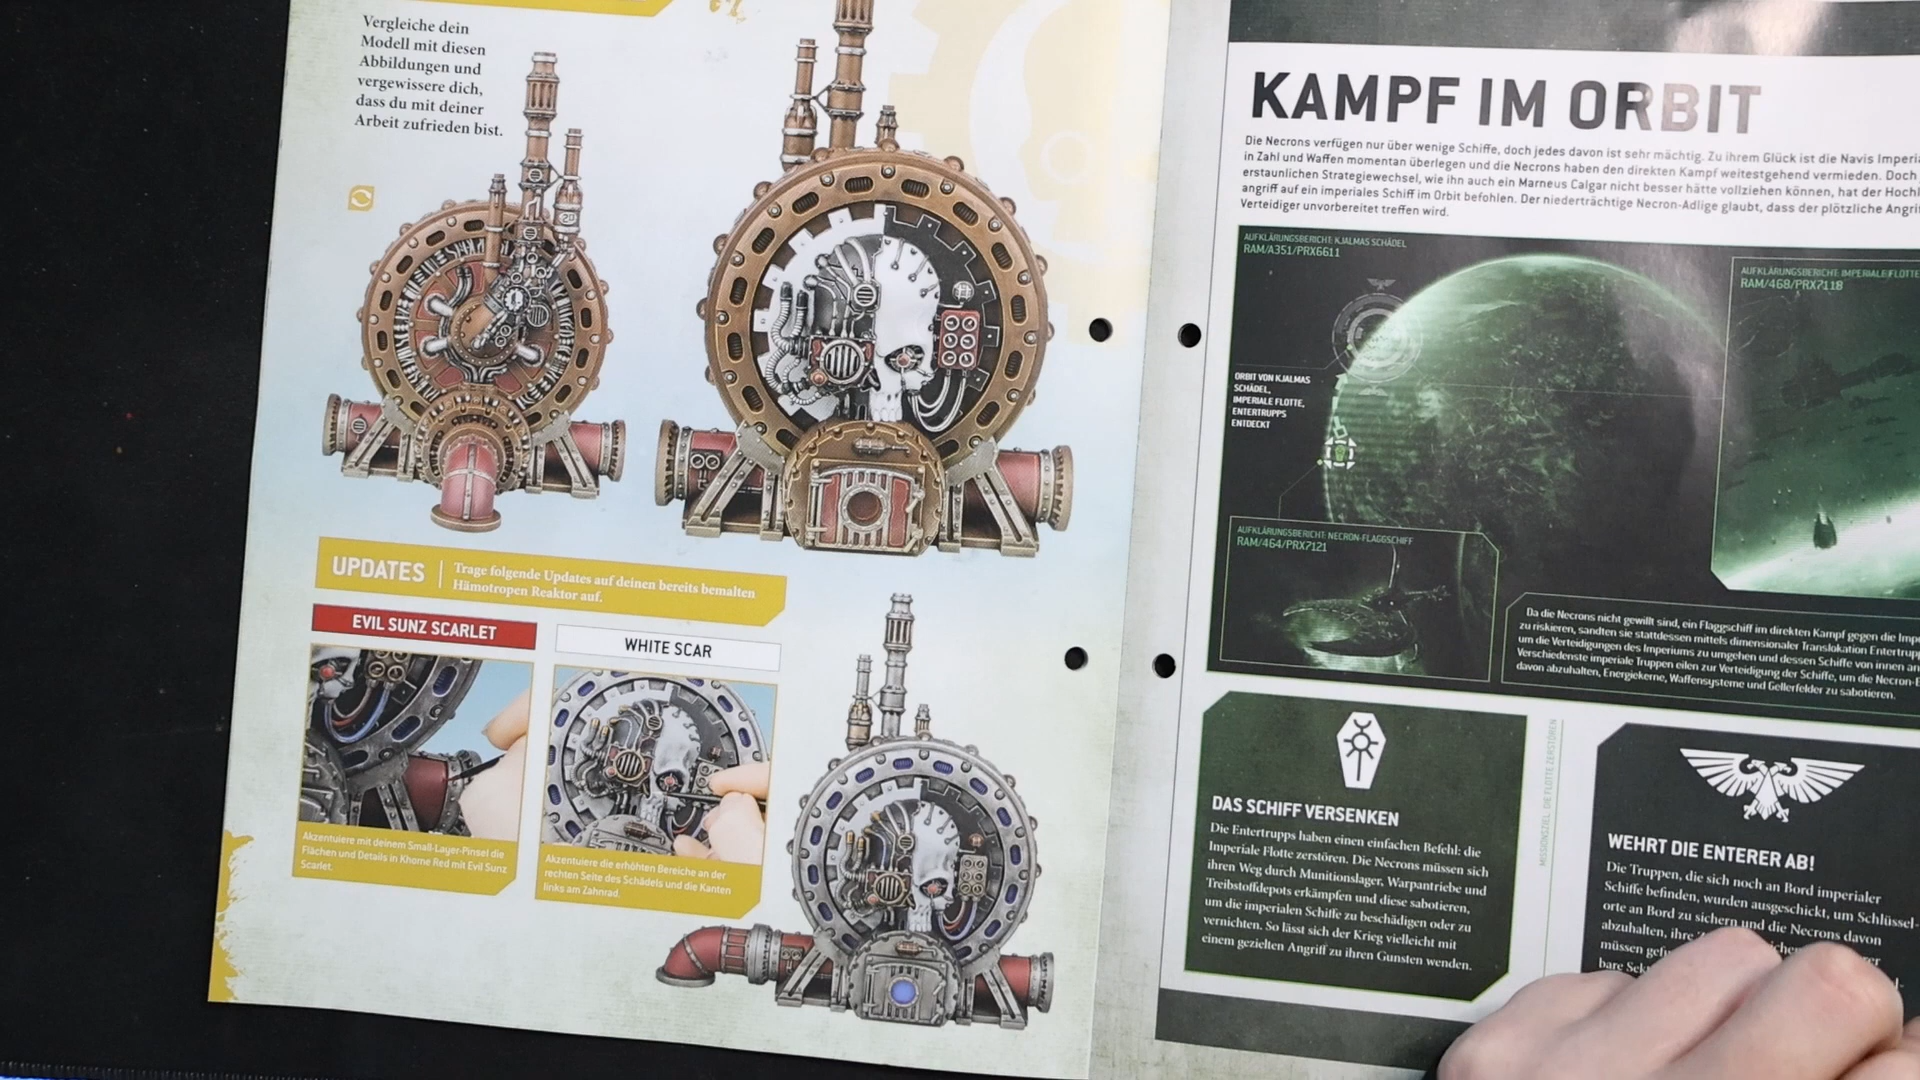 Vergleiche dein
Modell mit diesen
Abbildungen und
vergewissere dich,
dass du mit deiner
Arbeit zufrieden bist.
UPDATES
Trage folgende Updates auf deinen bereits bemalten
Hämotropen Reaktor auf.
EVIL SUNZ SCARLET
Akzentuiere mit deinem Small-Layer-Pinsel die
Flächen und Details in Khorne Red mit Evil Sunz
Scarlet.
WHITE SCAR
Akzentuiere die erhöhten Bereiche an der
rechten Seite des Schädels und die Kanten
links am Zahnrad.
KAMPF IM ORBIT
Die Necrons verfügen nur über wenige Schiffe, doch jedes davon ist sehr mächtig. Zu ihrem Glück ist die Navis
in Zahl und Waffen momentan überlegen und die Necrons haben den direkten Kampf weitestgehend vermieden. Doch
erstaunlichen Strategiewechsel, wie ihn auch ein Marneus Calgar nicht besser hätte vollziehen können, hat der
angriff auf ein imperiales Schiff im Orbit befohlen. Der niederträchtige Necron-Adlige glaubt, dass der plötzliche
Verteidiger unvorbereitet treffen wird.
AUFKLÄRUNGSBERICHT: KJALMAS SCHÄDEL
RAM/A351/PRX6611
AUFKLÄRUNGSBERICHT: IMPERIALE FLOTTE
RAM/468/PRX7118
ORBIT VON KJALMAS
SCHÄDEL,
IMPERIALE FLOTTE,
ENTERTRUPPS
ENTDECKT
AUFKLÄRUNGSBERICHT: NECRON-FLAGGSCHIFF
RAM/464/PRX7121
Da die Necrons nicht gewillt sind, ein Flaggschiff im direkten Kampf gegen die
zu riskieren, sandten sie stattdessen mittels dimensionaler Translokation
um die Verteidigungen des Imperiums zu umgehen und dessen Schiffe von innen
Verschiedenste imperiale Truppen eilen zur Verteidigung der Schiffe, um die
davon abzuhalten, Energiekerne, Waffensysteme und Gellerfelder zu sabotieren.
DAS SCHIFF VERSENKEN
Die Entertrupps haben einen einfachen Befehl: die
Imperiale Flotte zerstören. Die Necrons müssen sich
ihren Weg durch Munitionslager, Warpantriebe und
Treibstoffdepots erkämpfen und diese sabotieren,
um die imperialen Schiffe zu beschädigen oder zu
vernichten. So lässt sich der Krieg vielleicht mit
einem gezielten Angriff zu ihren Gunsten wenden.
MISSIONSZIEL: DIE FLOTTE ZERSTÖREN
WEHRT DIE ENTERER AB!
Die Truppen, die sich noch an Bord imperialer
Schiffe befinden, wurden ausgeschickt, um Schlüssel-
orte an Bord zu sichern und die Necrons davon
abzuhalten, ihre
müssen
bare